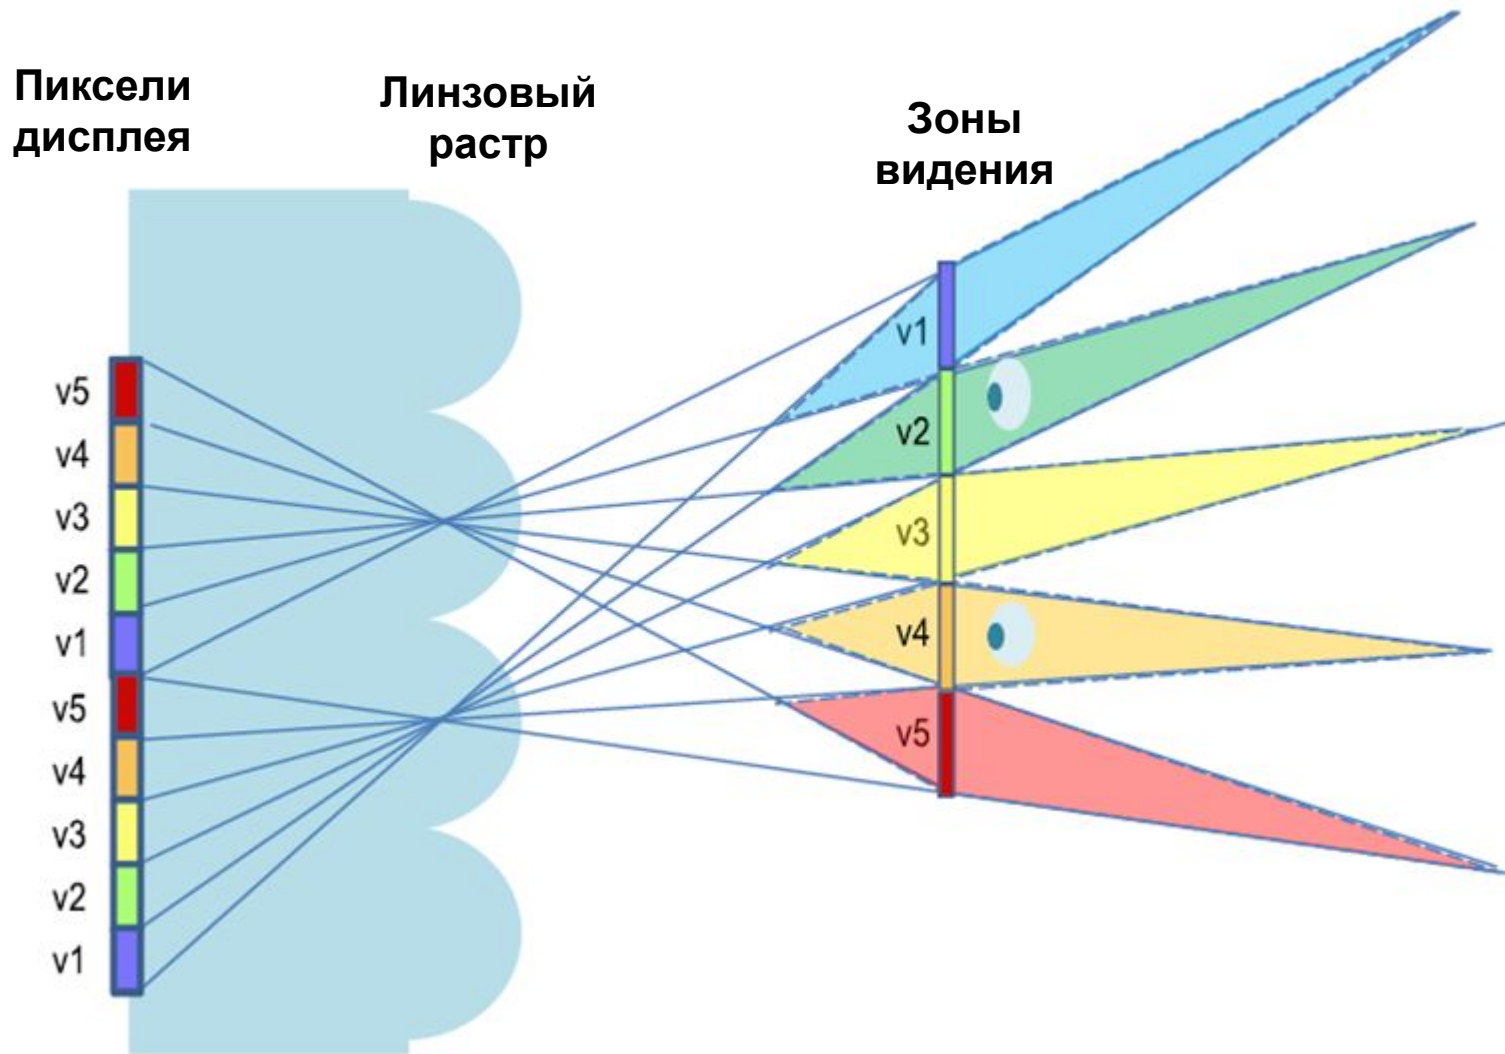 Пиксели
дисплея
Линзовый
растр
Зоны
видения
v5
v4
v3
v2
v1
v5
v4
v3
v2
v1
v1
v2
v3
v4
v5